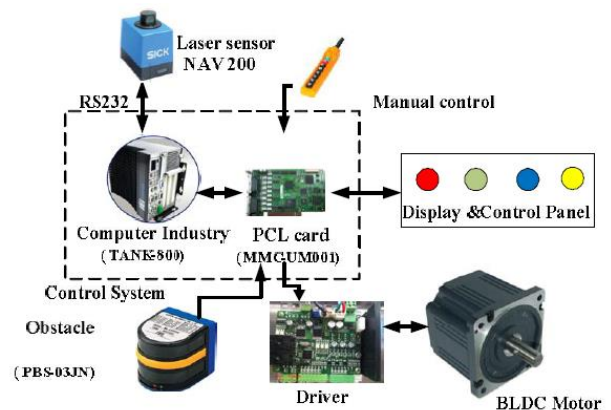 SICK
Laser sensor
NAV 200
RS232
Manual control
Computer Industry
(TANK-800)
PCL card
(MMC-UM001)
Display &Control Panel
Control System
Obstacle
(PBS-03JN)
Driver
BLDC Motor